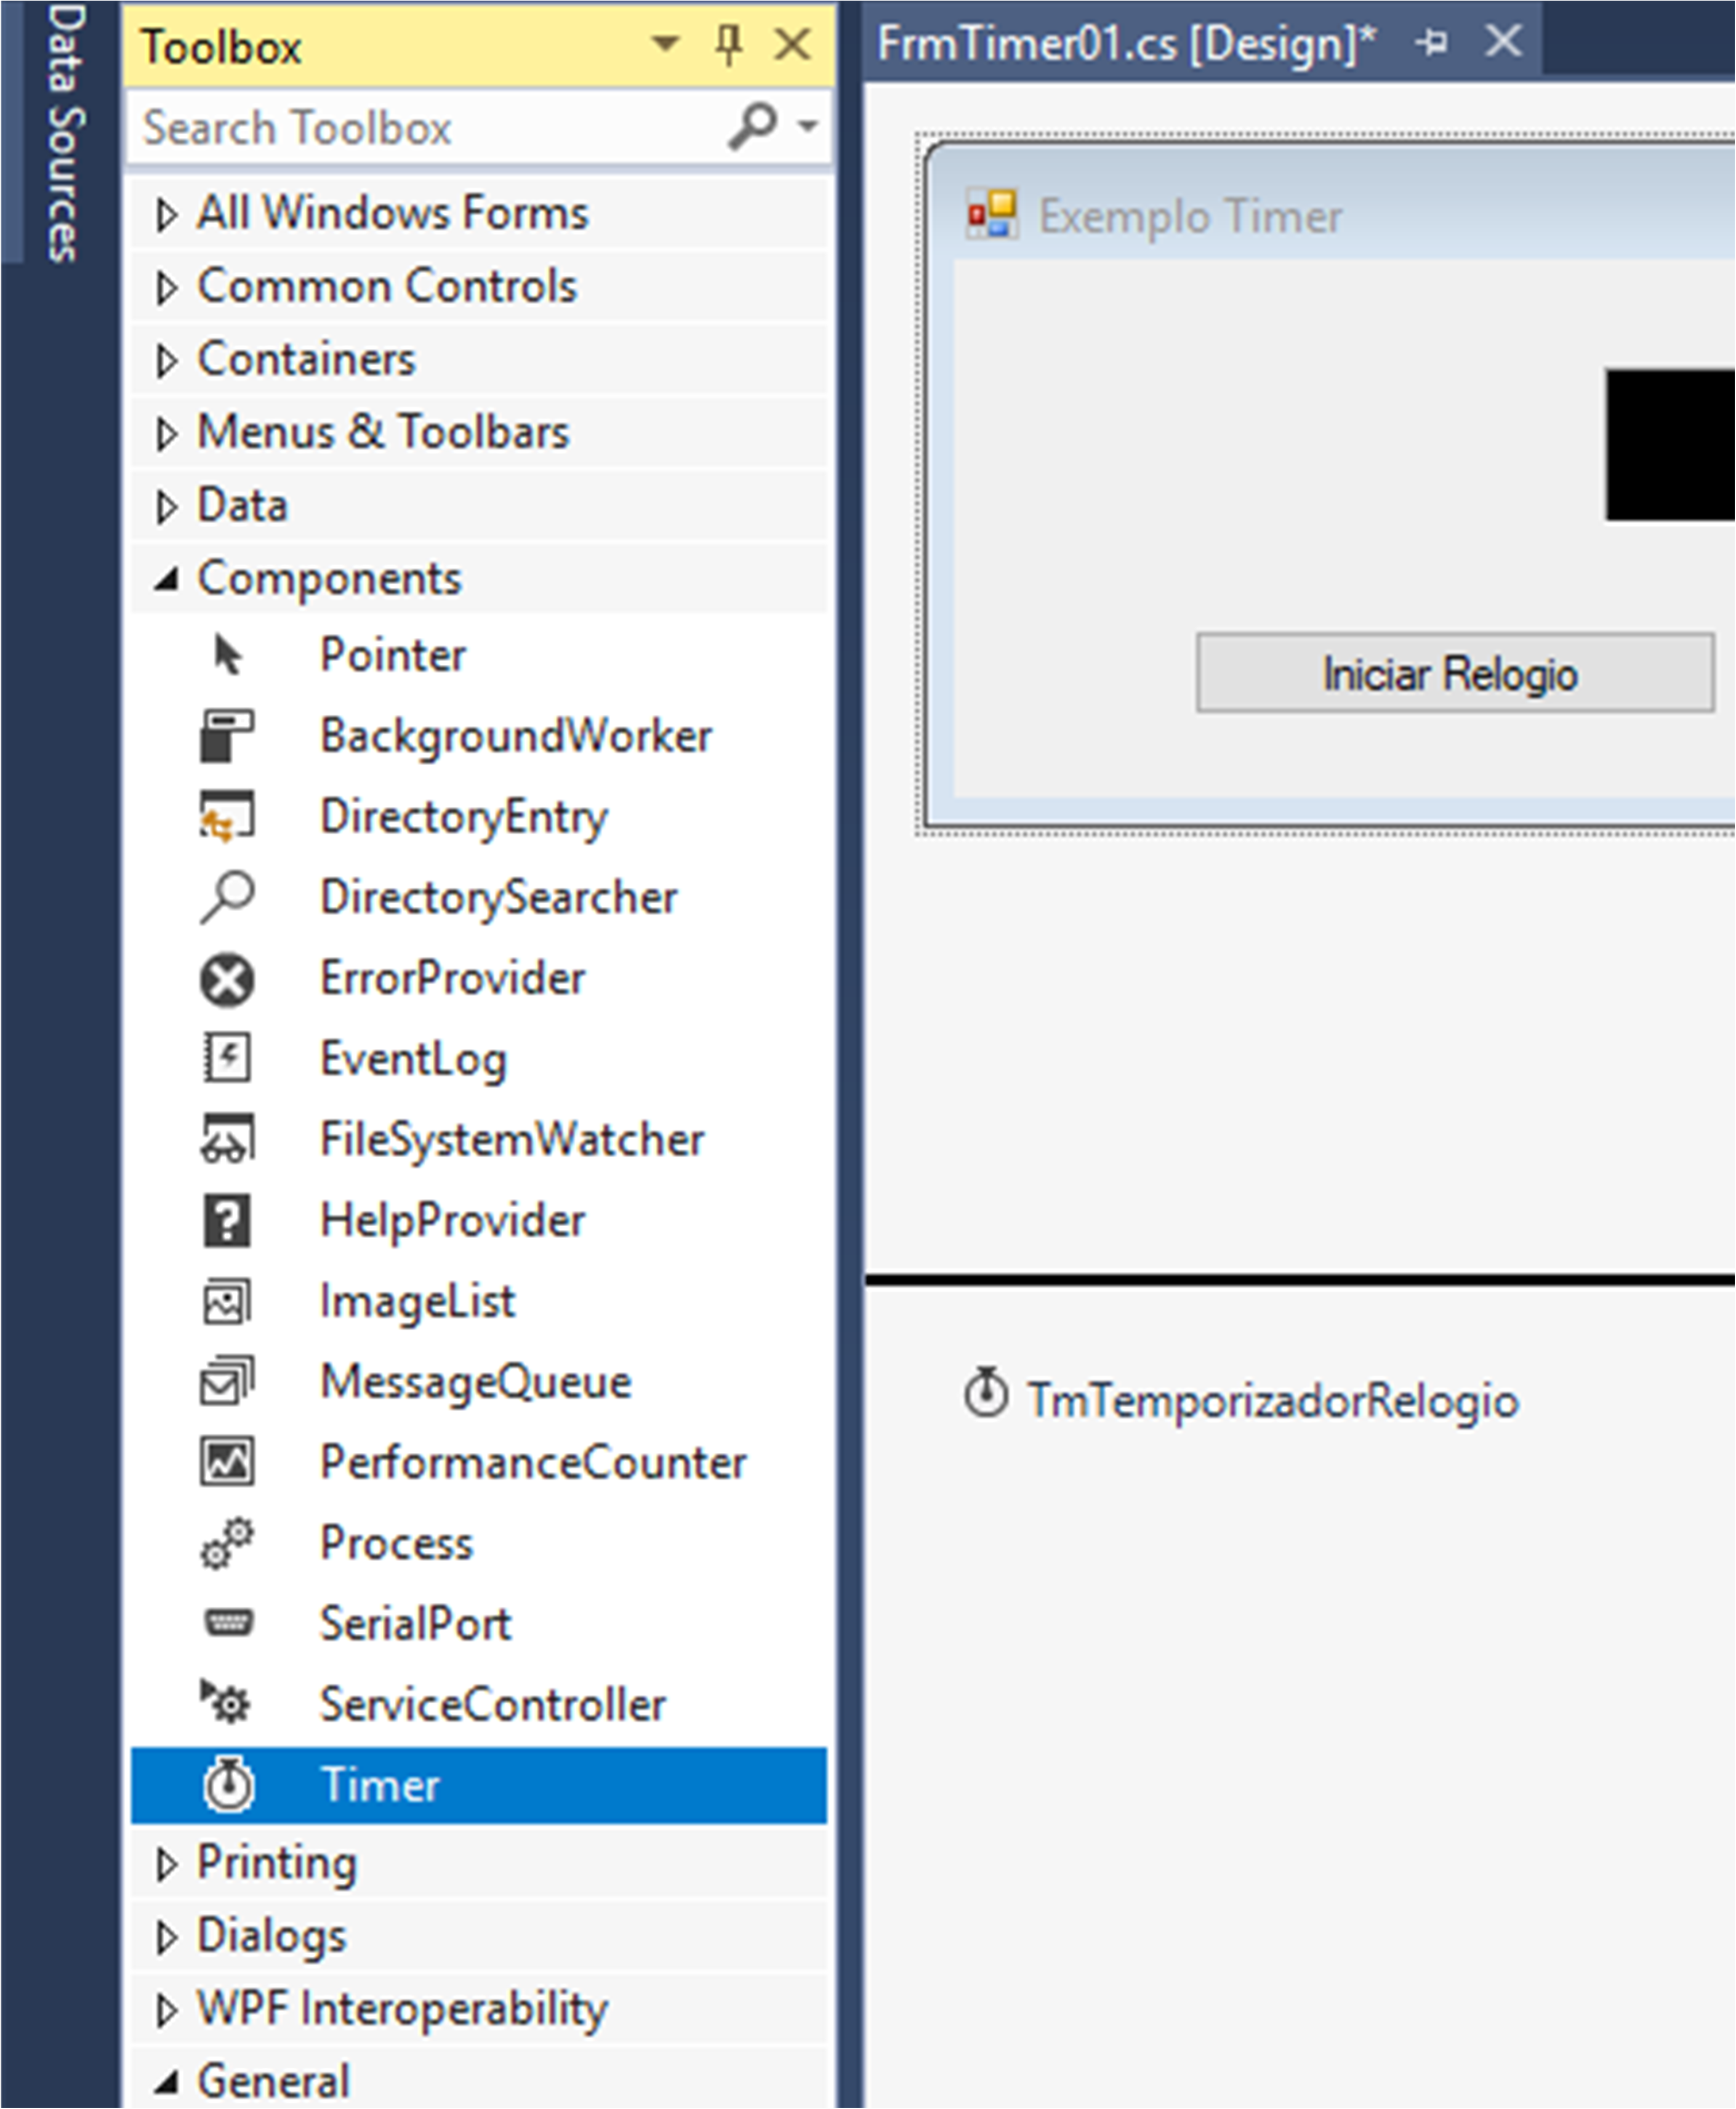 Data Sources
Toolbox
Search Toolbox
All Windows Forms
Common Controls
Containers
Menus & Toolbars
Data
Components
Pointer
BackgroundWorker
DirectoryEntry
DirectorySearcher
ErrorProvider
EventLog
FileSystemWatcher
HelpProvider
ImageList
MessageQueue
PerformanceCounter
Process
SerialPort
ServiceController
Timer
Printing
Dialogs
WPF Interoperability
General
FrmTimer01.cs [Design]*
Exemplo Timer
Iniciar Relogio
TmTemporizadorRelogio